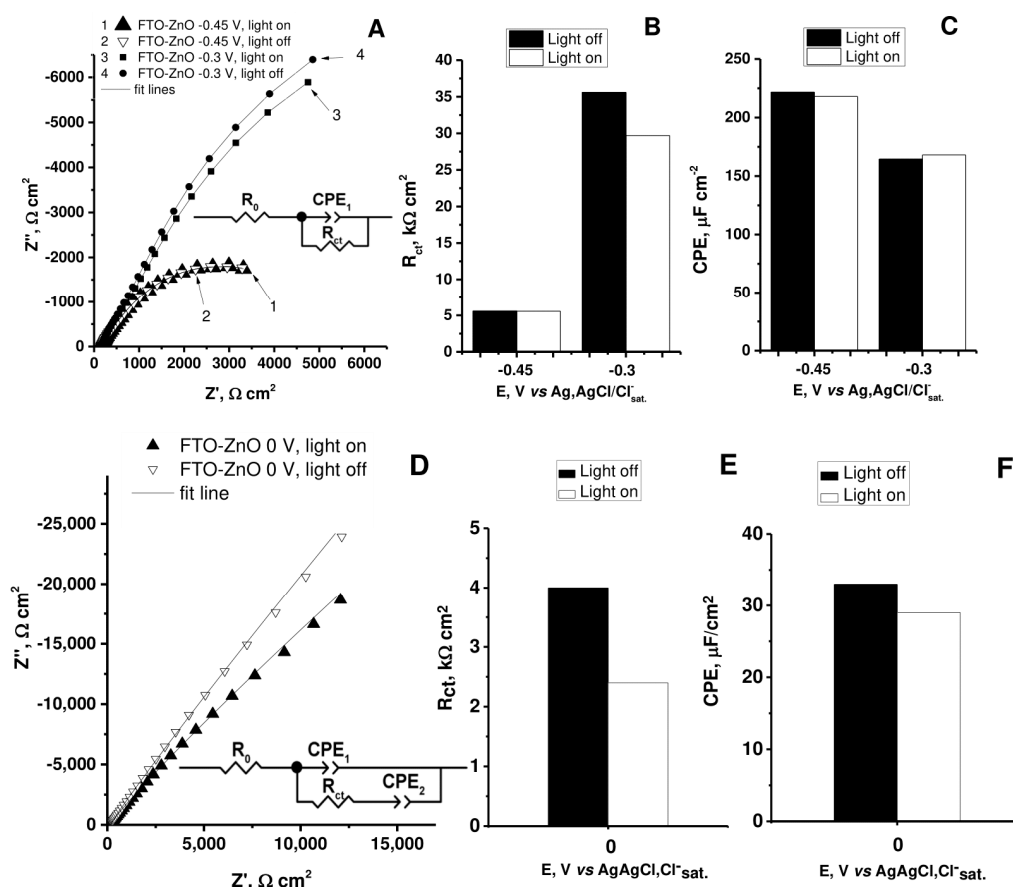 A
1 ▲ FTO-ZnO -0.45 V, light on
2 ▽ FTO-ZnO -0.45 V, light off
3 ■ FTO-ZnO -0.3 V, light on
4 ● FTO-ZnO -0.3 V, light off
fit lines
-6000
-5000
-4000
-3000
-2000
-1000
0
Z'', Ω cm²
4
3
2
1
R₀
CPE₁
R_ct
0 1000 2000 3000 4000 5000 6000
Z', Ω cm²
B
Light off
Light on
40
35
30
25
20
15
10
5
0
R_ct, kΩ cm²
-0.45 -0.3
E, V vs Ag,AgCl/Cl⁻sat.
C
Light off
Light on
250
200
150
100
50
0
CPE, μF cm⁻²
-0.45 -0.3
E, V vs Ag,AgCl/Cl⁻sat.
D
▲ FTO-ZnO 0 V, light on
▽ FTO-ZnO 0 V, light off
fit line
-25,000
-20,000
-15,000
-10,000
-5,000
0
Z'', Ω cm²
R₀
CPE₁
R_ct
CPE₂
0 5,000 10,000 15,000
Z', Ω cm²
E
Light off
Light on
5
4
3
2
1
0
Rct, kΩ cm²
0
E, V vs AgAgCl,Cl⁻sat.
F
Light off
Light on
40
30
20
10
0
CPE, μF/cm²
0
E, V vs AgAgCl,Cl⁻sat.